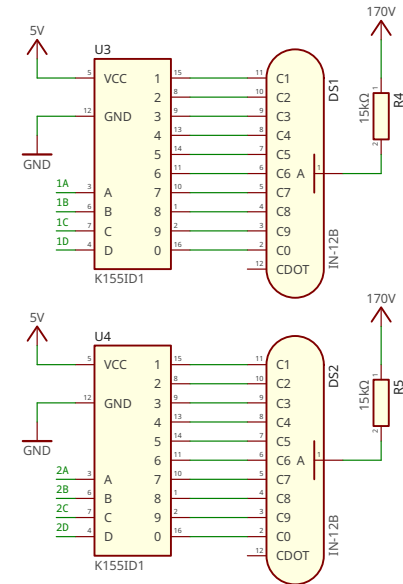 170V
5V
U3
DS1
15kΩ
R4
1
2
5 VCC 1 15 11 C1
8
2 10 C2
12 GND 3 9 9 C3
GND
4 13 8 C4
5 14 7 C5
6 11 6 C6 A 1
1A 3 A 7 10 5 C7
1B 6 B 8 1 4 C8
1C 7 C 9 2 3 C9
1D 4 D 0 16 2 C0
12 CDOT
K155ID1
IN-12B
170V
5V
U4
DS2
15kΩ
R5
1
2
5 VCC 1 15 11 C1
2 8 10 C2
12 GND 3 9 9 C3
GND
4 13 8 C4
5 14 7 C5
6 11 6 C6 A 1
2A 3 A 7 10 5 C7
2B 6 B 8 1 4 C8
2C 7 C 9 2 3 C9
2D 4 D 0 16 2 C0
12 CDOT
K155ID1
IN-12B